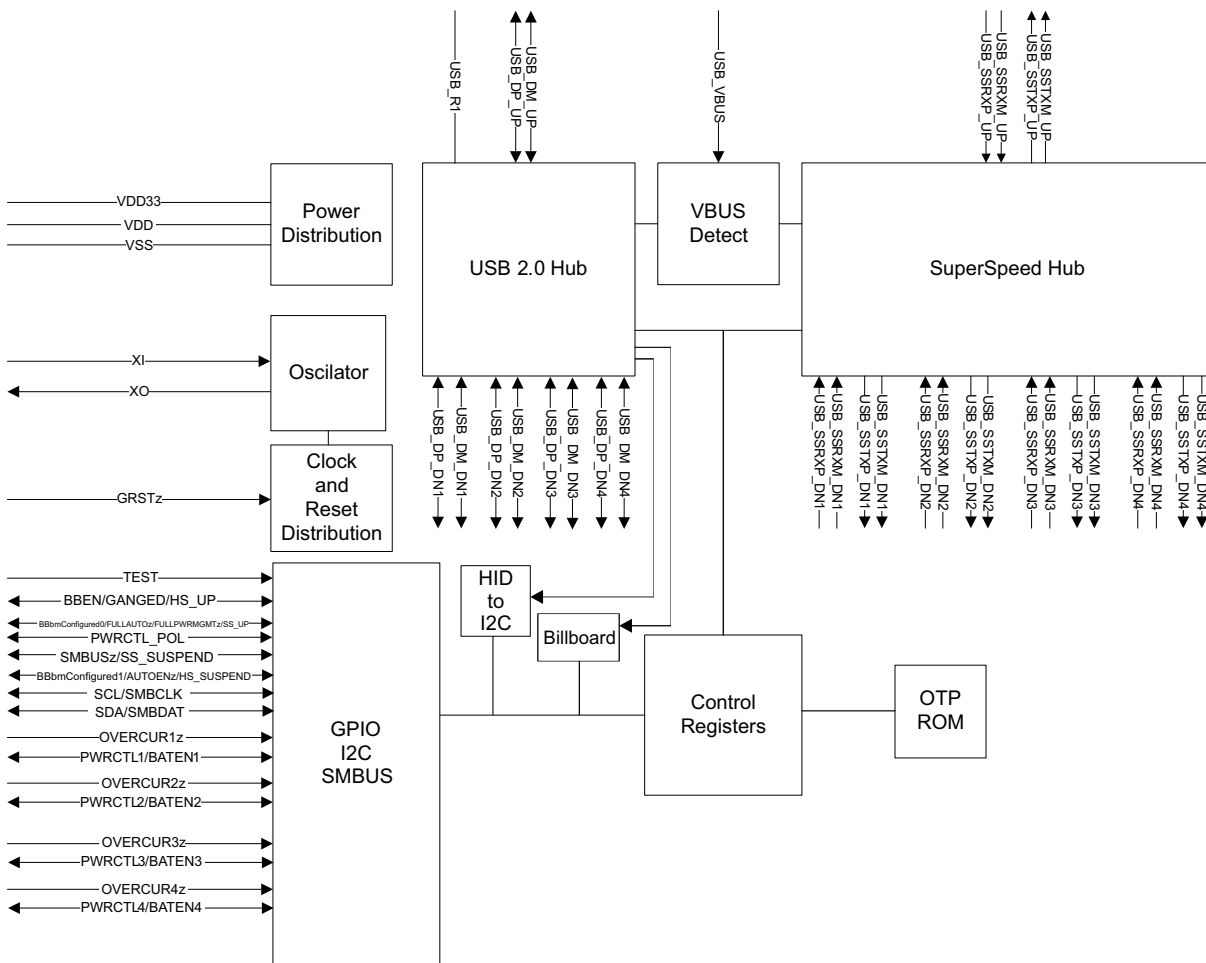 USB_R1
USB_DP_UP
USB_DM_UP
USB_VBUS
USB_SSRXP_UP
USB_SSRXM_UP
USB_SSTXP_UP
USB_SSTXM_UP
VDD33
VDD
VSS
Power
Distribution
USB 2.0 Hub
VBUS
Detect
SuperSpeed Hub
XI
XO
Oscilator
GRSTz
Clock
and
Reset
Distribution
USB_DP_DN1
USB_DM_DN1
USB_DP_DN2
USB_DM_DN2
USB_DP_DN3
USB_DM_DN3
USB_DP_DN4
USB_DM_DN4
USB_SSRXP_DN1
USB_SSRXM_DN1
USB_SSTXP_DN1
USB_SSTXM_DN1
USB_SSRXP_DN2
USB_SSRXM_DN2
USB_SSTXP_DN2
USB_SSTXM_DN2
USB_SSRXP_DN3
USB_SSRXM_DN3
USB_SSTXP_DN3
USB_SSTXM_DN3
USB_SSRXP_DN4
USB_SSRXM_DN4
USB_SSTXP_DN4
USB_SSTXM_DN4
TEST
BBEN/GANGED/HS_UP
BBbmConfigured0/FULLAUTOz/FULLPWRMGMTz/SS_UP
PWRCTL_POL
SMBUSz/SS_SUSPEND
BBbmConfigured1/AUTOENz/HS_SUSPEND
SCL/SMBCLK
SDA/SMBDAT
OVERCUR1z
PWRCTL1/BATEN1
OVERCUR2z
PWRCTL2/BATEN2
OVERCUR3z
PWRCTL3/BATEN3
OVERCUR4z
PWRCTL4/BATEN4
GPIO
I2C
SMBUS
HID
to
I2C
Billboard
Control
Registers
OTP
ROM